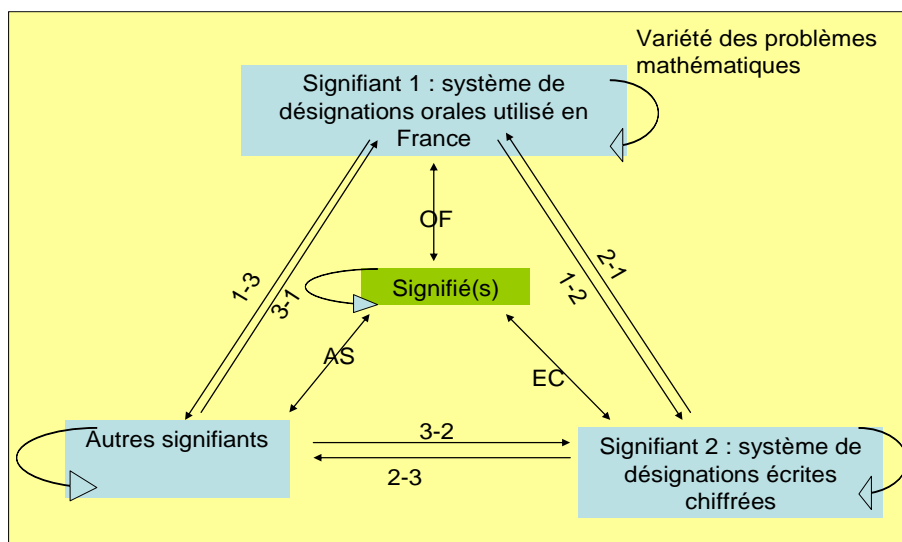 Variété des problèmes
mathématiques
Signifiant 1 : système de
désignations orales utilisé en
France
OF
1-3
3-1
2-1
1-2
Signifié(s)
AS
EC
Autres signifiants
3-2
2-3
Signifiant 2 : système de
désignations écrites
chiffrées